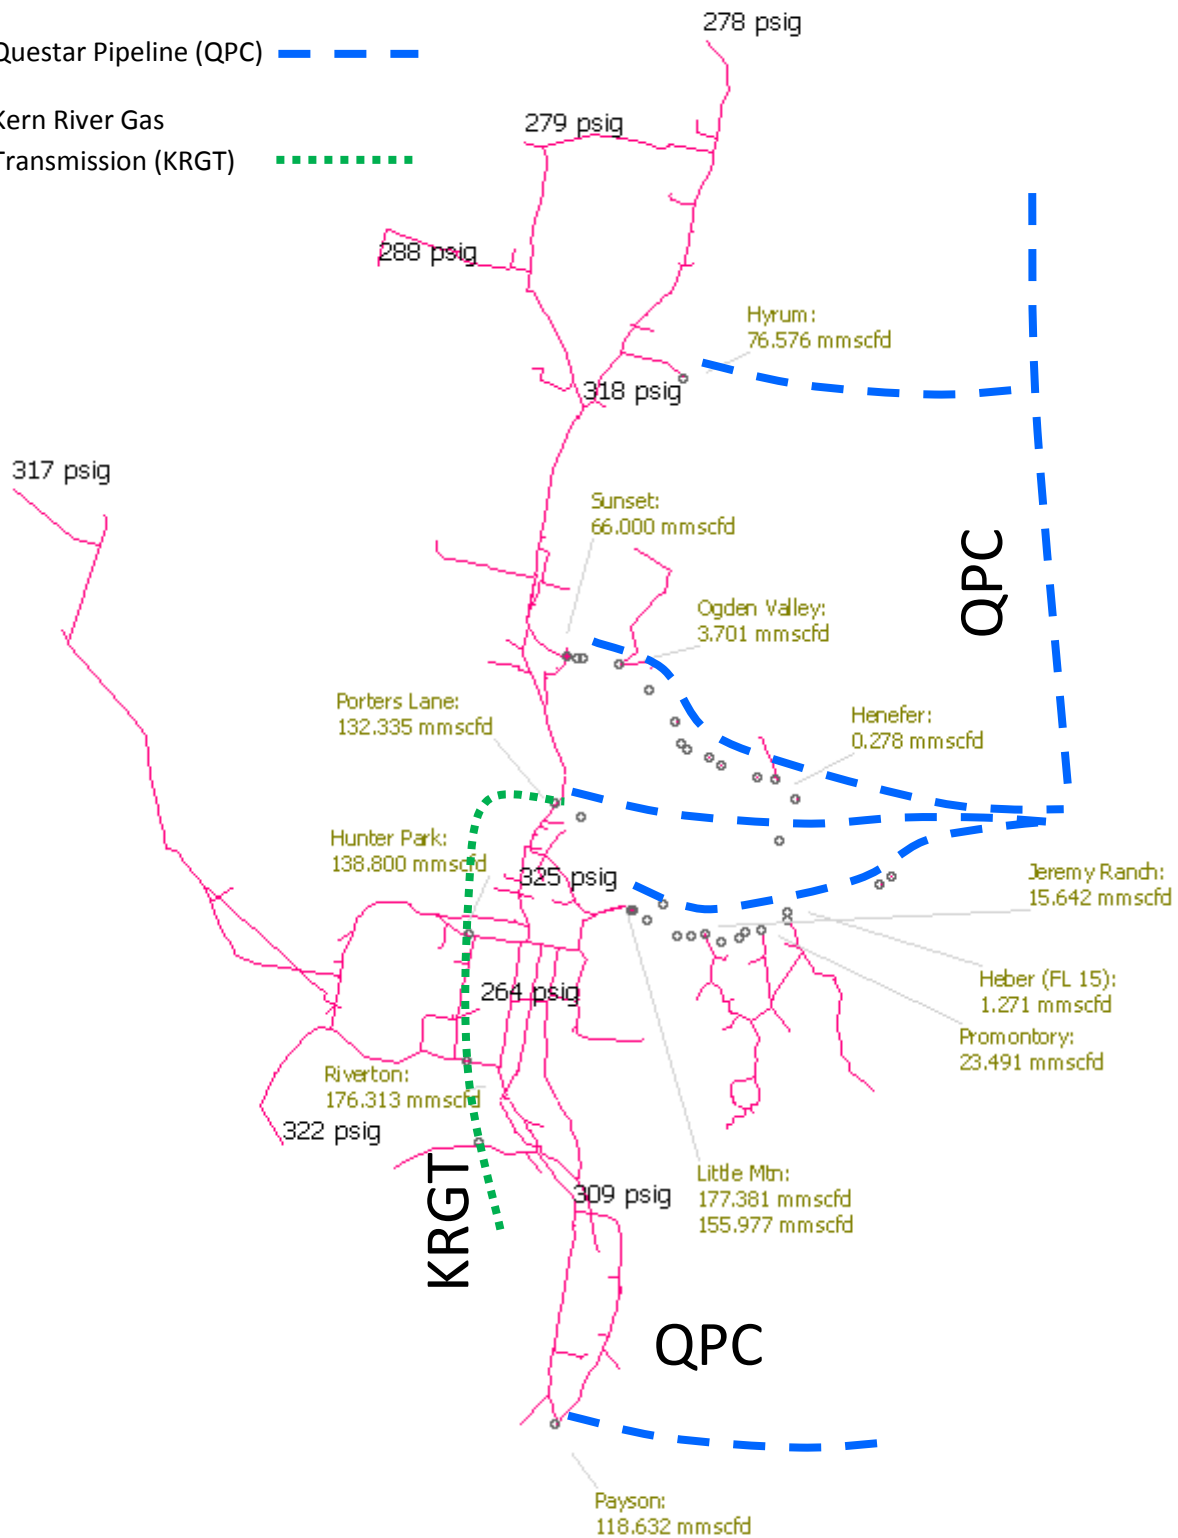 278 psig
Questar Pipeline (QPC)
Kern River Gas
Transmission (KRGT)
279 psig
288 psig
Hyrum:
76.576 mmscfd
318 psig
317 psig
Sunset:
66.000 mmscfd
QPC
Ogden Valley:
3.701 mmscfd
Porters Lane:
132.335 mmscfd
Henefer:
0.278 mmscfd
Hunter Park:
138.800 mmscfd
325 psig
Jeremy Ranch:
15.642 mmscfd
264 psig
Heber (FL 15):
1.271 mmscfd
Promontory:
23.491 mmscfd
Riverton:
176.313 mmscfd
322 psig
KRGT
Little Mtn:
177.381 mmscfd
155.977 mmscfd
309 psig
QPC
Payson:
118.632 mmscfd